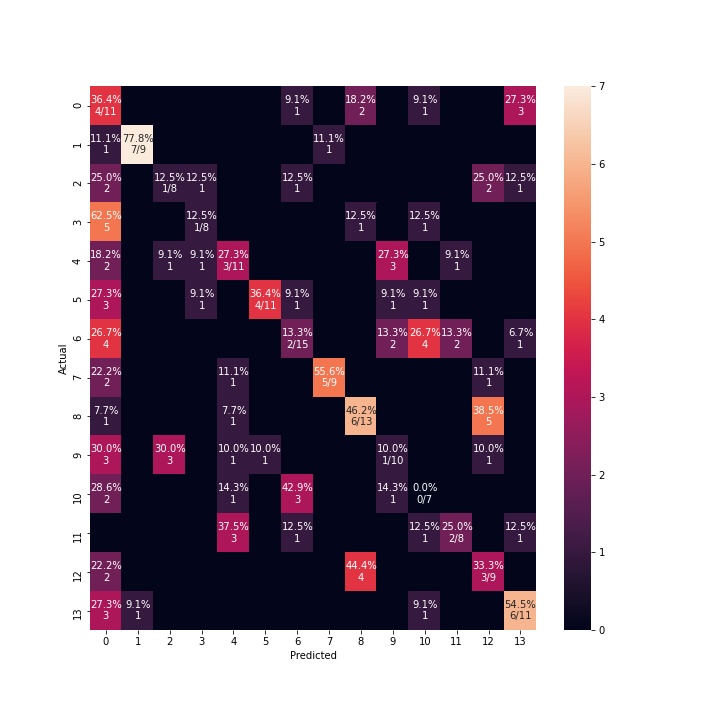 36.4% 9.1% 18.2% 9.1% 27.3%
0 4/11 1 2 1 3
11.1% 77.8% 11.1%
1 1 7/9 1
25.0% 12.5% 12.5% 12.5% 25.0% 12.5%
2 2 1/8 1 1 2 1
62.5% 12.5% 12.5% 12.5%
3 5 1/8 1 1
18.2% 9.1% 9.1% 27.3% 27.3% 9.1%
4 2 1 1 3/11 3 1
27.3% 9.1% 36.4% 9.1% 9.1% 9.1%
5 3 1 4/11 1 1 1
26.7% 13.3% 13.3% 26.7% 13.3% 6.7%
6 4 2/15 2 4 2 1
Actual
22.2% 11.1% 55.6% 11.1%
7 2 1 5/9 1
7.7% 7.7% 46.2% 38.5%
8 1 1 6/13 5
30.0% 30.0% 10.0% 10.0% 10.0% 10.0%
9 3 3 1 1 1/10 1
28.6% 14.3% 42.9% 14.3% 0.0%
10 2 1 3 1 0/7
37.5% 12.5% 12.5% 25.0% 12.5%
11 3 1 1 2/8 1
22.2% 44.4% 33.3%
12 2 4 3/9
27.3% 9.1% 9.1% 54.5%
13 3 1 1 6/11
0 1 2 3 4 5 6 7 8 9 10 11 12 13
Predicted
7
6
5
4
3
2
1
0